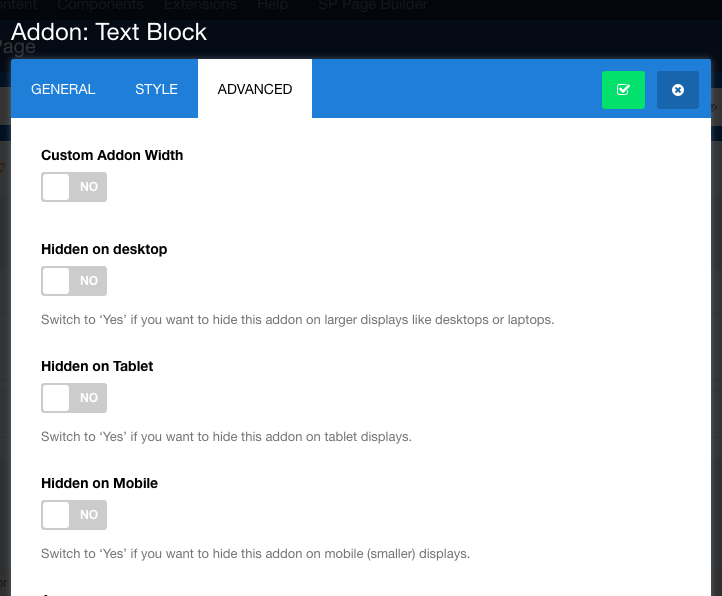 Components Extensions Help SP Page Builder
Addon: Text Block
Page
GENERAL STYLE ADVANCED
Custom Addon Width
NO
Hidden on desktop
NO
Switch to ‘Yes’ if you want to hide this addon on larger displays like desktops or laptops.
Hidden on Tablet
NO
Switch to ‘Yes’ if you want to hide this addon on tablet displays.
Hidden on Mobile
NO
Switch to ‘Yes’ if you want to hide this addon on mobile (smaller) displays.